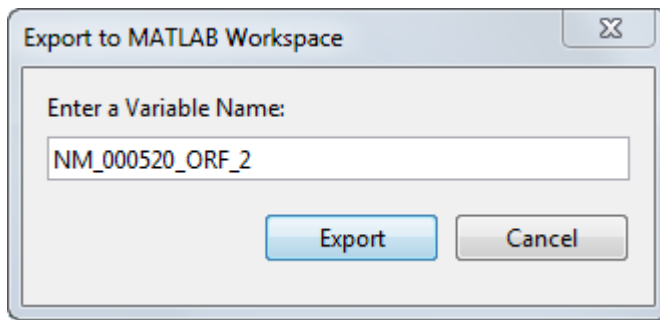 Export to MATLAB Workspace
Enter a Variable Name:
NM_000520_ORF_2
Export Cancel